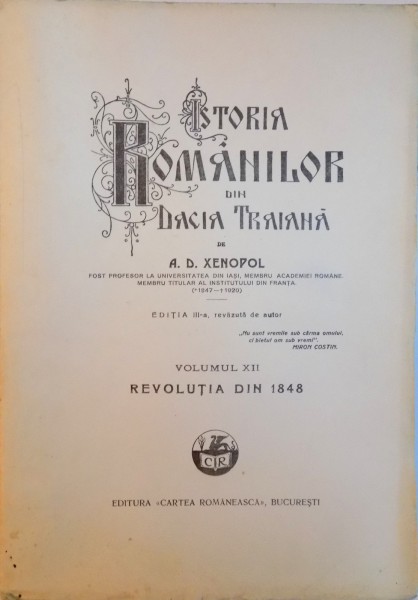 ISTORIA
ROMÂNILOR
DIN
DACIA TRAIANĂ
DE
A. D. XENOPOL
FOST PROFESOR LA UNIVERSITATEA DIN IAȘI, MEMBRU ACADEMIEI ROMÂNE.
MEMBRU TITULAR AL INSTITUTULUI DIN FRANȚA.
(*1847–†1920)
EDIȚIA III-a, revăzută de autor
„Nu sunt vremile sub cârma omului,
ci bietul om sub vremi".
MIRON COSTIN.
VOLUMUL XII
REVOLUȚIA DIN 1848
CR
EDITURA «CARTEA ROMÂNEASCĂ», BUCUREȘTI